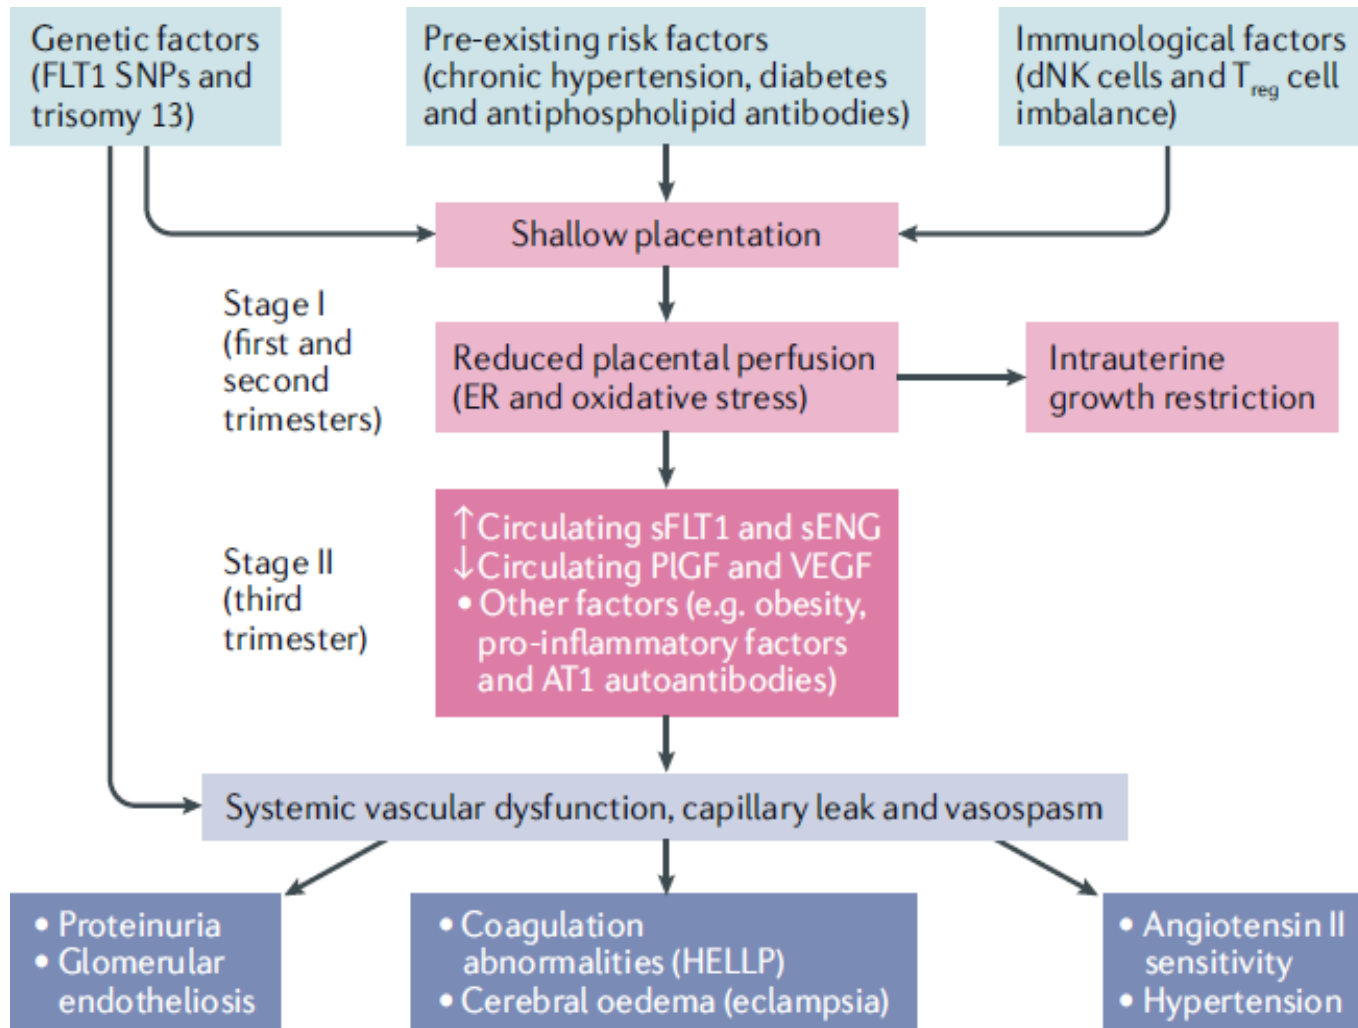 Genetic factors
(FLT1 SNPs and
trisomy 13)
Pre-existing risk factors
(chronic hypertension, diabetes
and antiphospholipid antibodies)
Immunological factors
(dNK cells and Treg cell
imbalance)
Shallow placentation
Stage I
(first and
second
trimesters)
Reduced placental perfusion
(ER and oxidative stress)
Intrauterine
growth restriction
Stage II
(third
trimester)
↑Circulating sFLT1 and sENG
↓Circulating PlGF and VEGF
• Other factors (e.g. obesity,
pro-inflammatory factors
and AT1 autoantibodies)
Systemic vascular dysfunction, capillary leak and vasospasm
• Proteinuria
• Glomerular
endotheliosis
• Coagulation
abnormalities (HELLP)
• Cerebral oedema (eclampsia)
• Angiotensin II
sensitivity
• Hypertension